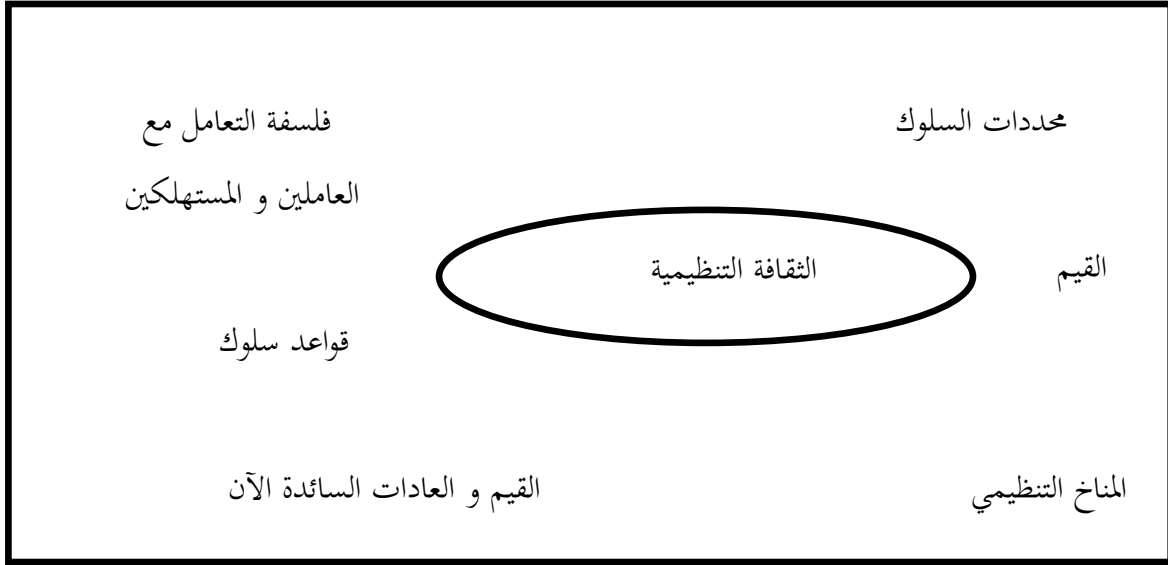 محددات السلوك
فلسفة التعامل مع
العاملين و المستهلكين
القيم
الثقافة التنظيمية
قواعد سلوك
المناخ التنظيمي
القيم و العادات السائدة الآن